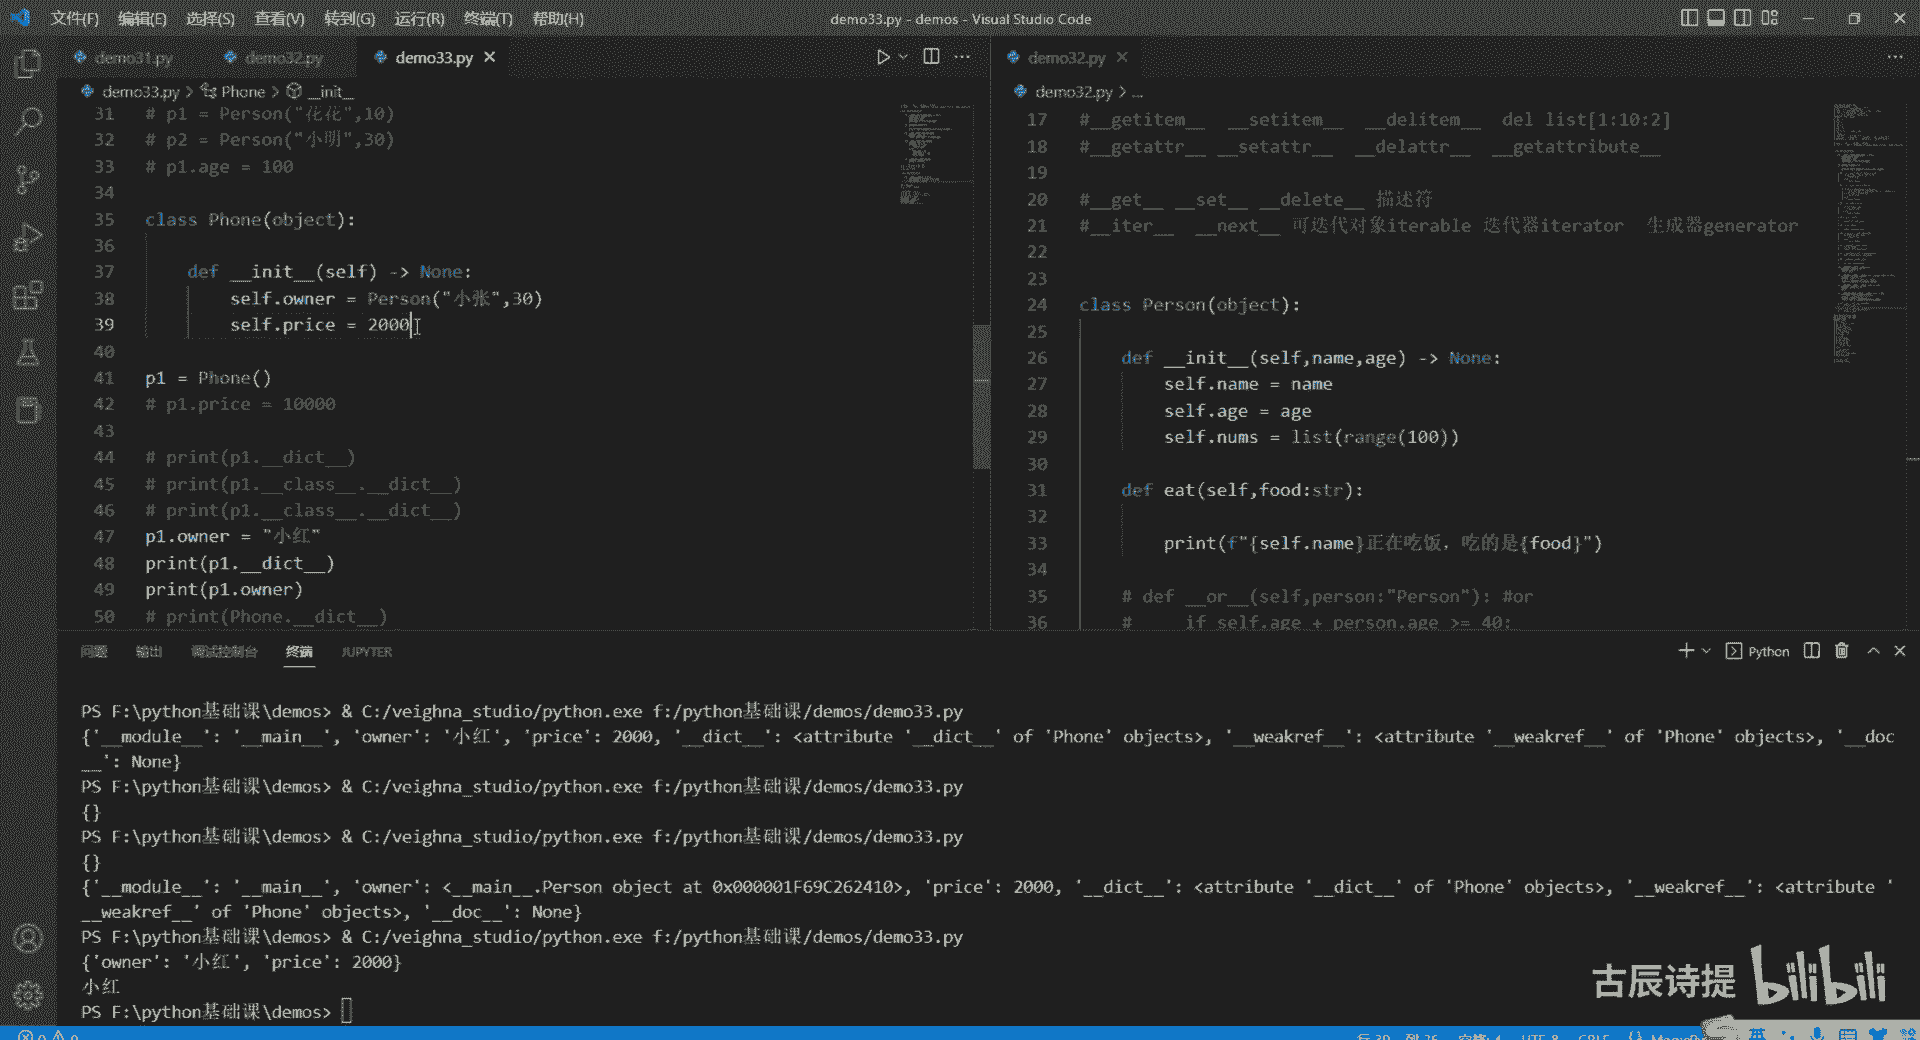 文件(F) 编辑(E) 选择(S) 查看(V) 转到(G) 运行(R) 终端(T) 帮助(H) demo33.py - demos - Visual Studio Code
demo31.py demo32.py demo33.py
demo33.py > Phone > __init__
31 # p1 = Person("花花",10)
32 # p2 = Person("小明",30)
33 # p1.age = 100
34
35 class Phone(object):
36
37 def __init__(self) -> None:
38 self.owner = Person("小张",30)
39 self.price = 2000
40
41 p1 = Phone()
42 # p1.price = 10000
43
44 # print(p1.__dict__)
45 # print(p1.__class__.__dict__)
46 # print(p1.__class__.__dict__)
47 p1.owner = "小红"
48 print(p1.__dict__)
49 print(p1.owner)
50 # print(Phone.__dict__)
demo32.py
demo32.py > ...
17 #__getitem__ __setitem__ __delitem__ del list[1:10:2]
18 #__getattr__ __setattr__ __delattr__ __getattribute__
19
20 #__get__ __set__ __delete__ 描述符
21 #__iter__ __next__ 可迭代对象iterable 迭代器iterator 生成器generator
22
23
24 class Person(object):
25
26 def __init__(self,name,age) -> None:
27 self.name = name
28 self.age = age
29 self.nums = list(range(100))
30
31 def eat(self,food:str):
32
33 print(f"{self.name}正在吃饭，吃的是{food}")
34
35 # def __or__(self,person:"Person"): #or
36 # if self.age + person.age >= 40:
问题 输出 调试控制台 终端 JUPYTER Python
PS F:\python基础课\demos> & C:/veighna_studio/python.exe f:/python基础课/demos/demo33.py
{'__module__': '__main__', 'owner': '小红', 'price': 2000, '__dict__': <attribute '__dict__' of 'Phone' objects>, '__weakref__': <attribute '__weakref__' of 'Phone' objects>, '__doc
__': None}
PS F:\python基础课\demos> & C:/veighna_studio/python.exe f:/python基础课/demos/demo33.py
{}
PS F:\python基础课\demos> & C:/veighna_studio/python.exe f:/python基础课/demos/demo33.py
{}
{'__module__': '__main__', 'owner': <__main__.Person object at 0x000001F69C262410>, 'price': 2000, '__dict__': <attribute '__dict__' of 'Phone' objects>, '__weakref__': <attribute '
__weakref__' of 'Phone' objects>, '__doc__': None}
PS F:\python基础课\demos> & C:/veighna_studio/python.exe f:/python基础课/demos/demo33.py
{'owner': '小红', 'price': 2000}
小红
PS F:\python基础课\demos>
古辰诗提 bilibili